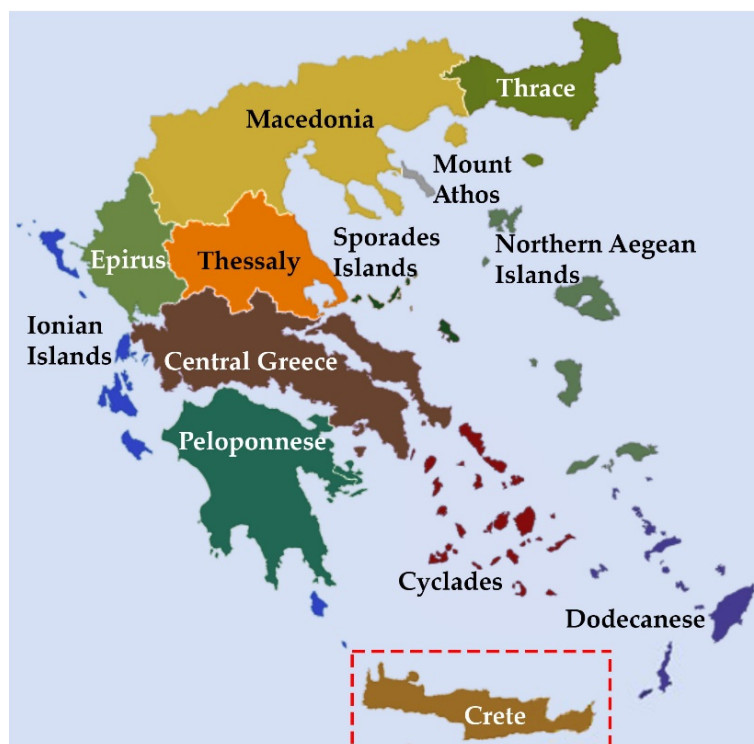 Thrace
Macedonia
Mount
Athos
Sporades
Islands
Northern Aegean
Islands
Epirus
Thessaly
Ionian
Islands
Central Greece
Peloponnese
Cyclades
Dodecanese
Crete